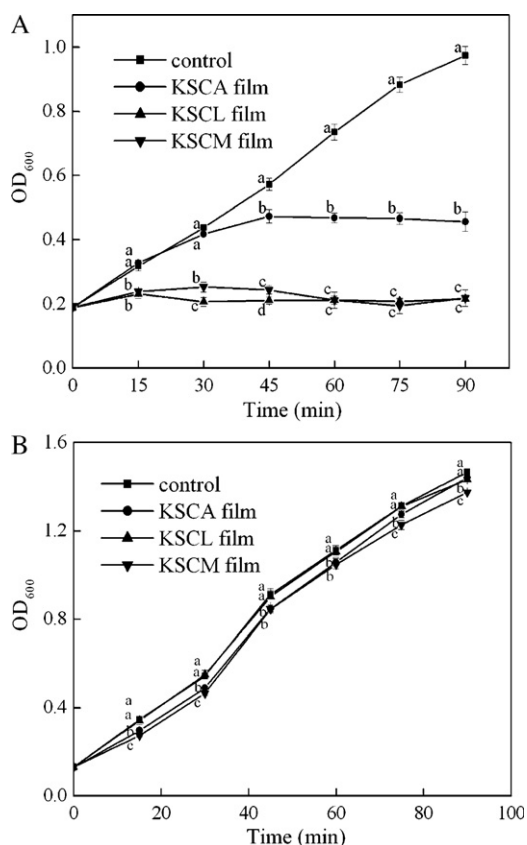 A
control
KSCA film
KSCL film
KSCM film
OD600
1.0
0.8
0.6
0.4
0.2
0.0
a a a a a a
a b b b b
b b c c c c
b c d c c c
0 15 30 45 60 75 90
Time (min)
B
control
KSCA film
KSCL film
KSCM film
OD600
1.6
1.2
0.8
0.4
0.0
a a a a a a
a a a a a a
b b b b b b
c c b b c c
0 20 40 60 80 100
Time (min)